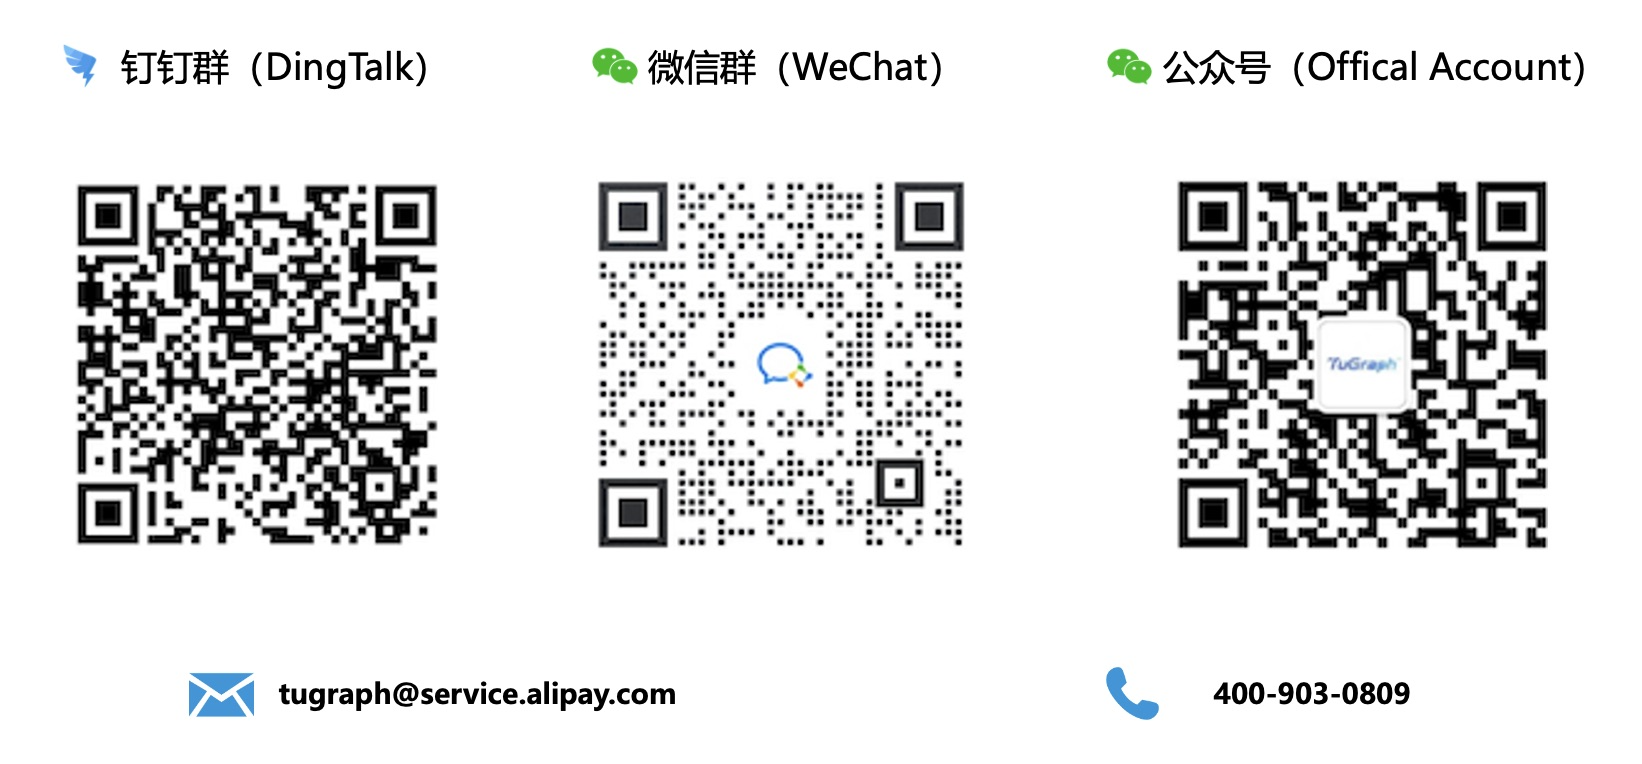 钉钉群（DingTalk）
微信群（WeChat）
公众号（Offical Account）
TuGraph
tugraph@service.alipay.com
400-903-0809